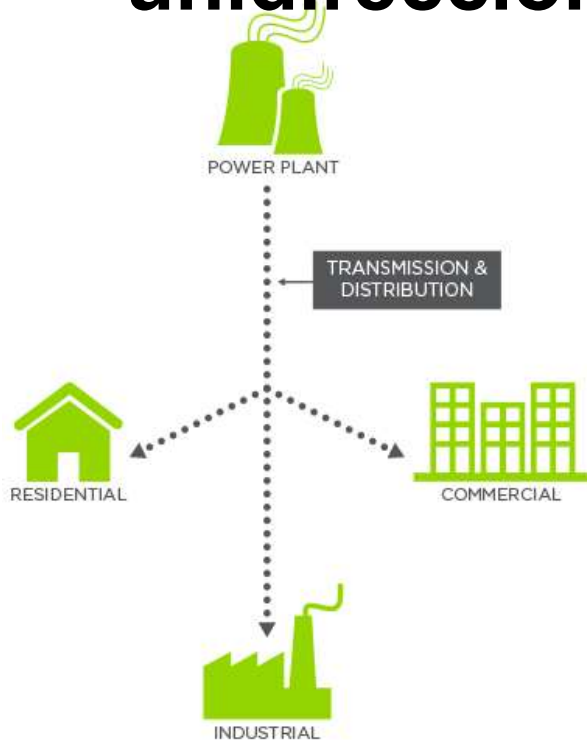 POWER PLANT
TRANSMISSION &
DISTRIBUTION
RESIDENTIAL
COMMERCIAL
INDUSTRIAL